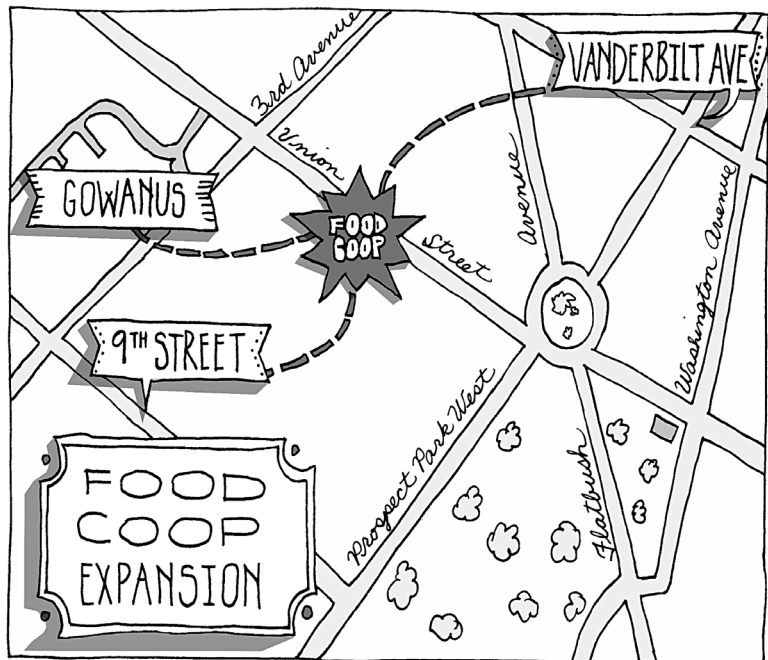 VANDERBILT AVE
3rd Avenue
Union
Street
GOWANUS
FOOD
COOP
Avenue
Washington Avenue
9TH STREET
Prospect Park West
Flatbush
FOOD
COOP
EXPANSION